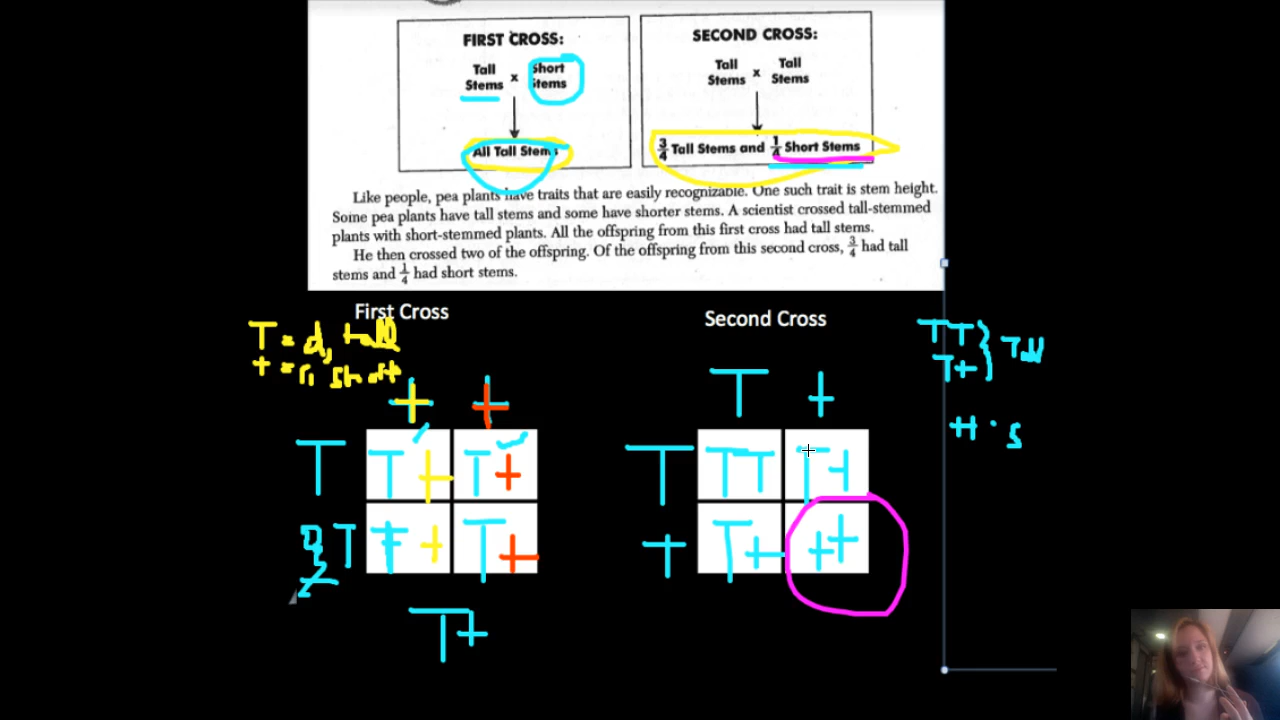 FIRST CROSS:
Tall Stems x Short Stems
All Tall Stems
SECOND CROSS:
Tall Stems x Tall Stems
3/4 Tall Stems and 1/4 Short Stems
Like people, pea plants have traits that are easily recognizable. One such trait is stem height.
Some pea plants have tall stems and some have shorter stems. A scientist crossed tall-stemmed
plants with short-stemmed plants. All the offspring from this first cross had tall stems.
He then crossed two of the offspring. Of the offspring from this second cross, 3/4 had tall
stems and 1/4 had short stems.
First Cross
T = d, tall
t = r, short
t t
T Tt Tt
T Tt Tt
Tt
Second Cross
T t
T TT Tt
t Tt tt
TT
Tt } Tall
tt · s